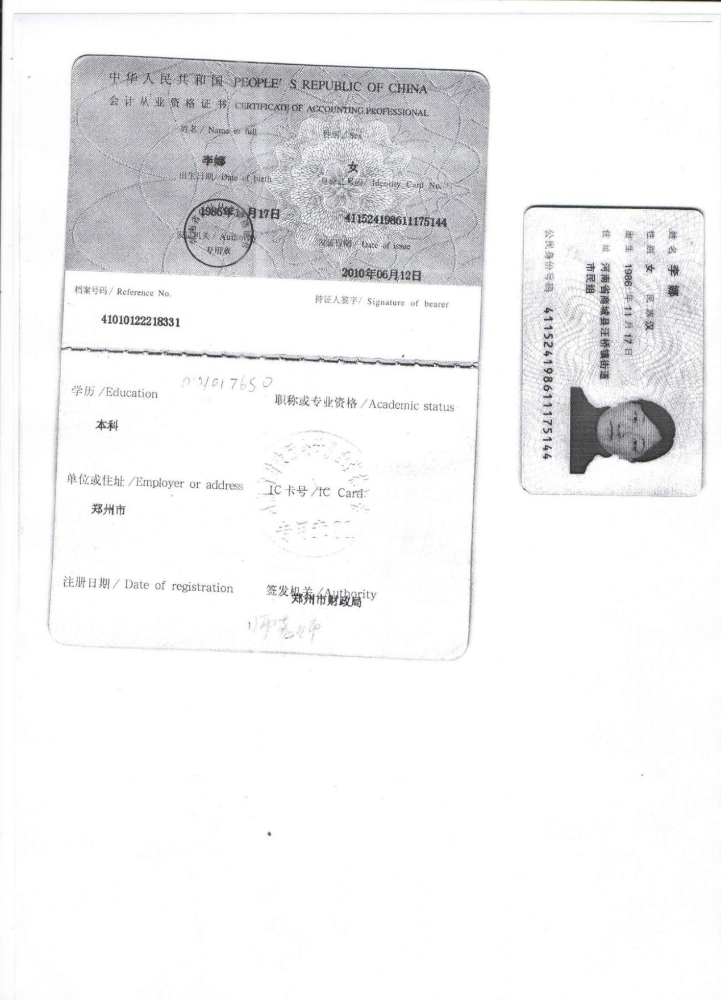 中华人民共和国 PEOPLE' S REPUBLIC OF CHINA
会计从业资格证书 CERTIFICATE OF ACCOUNTING PROFESSIONAL
姓名 / Name in full 性别 / Sex
李娜 女
出生日期 / Date of birth 身份证号码 / Identity Card No.
1986年11月17日 411524198611175144
发证机关 / Authority 发证日期 / Date of issue
专用章
2010年06月12日
档案号码 / Reference No. 持证人签字 / Signature of bearer
41010122218331
学历 /Education 职称或专业资格 /Academic status
本科
单位或住址 /Employer or address IC 卡号 /IC Card
郑州市
注册日期 / Date of registration 签发机关 /Authority
郑州市财政局
姓名 李娜
性别 女 民族 汉
出生 1986 年 11 月 17 日
住址 河南省商城县汪桥镇街道
市民组
公民身份号码 411524198611175144